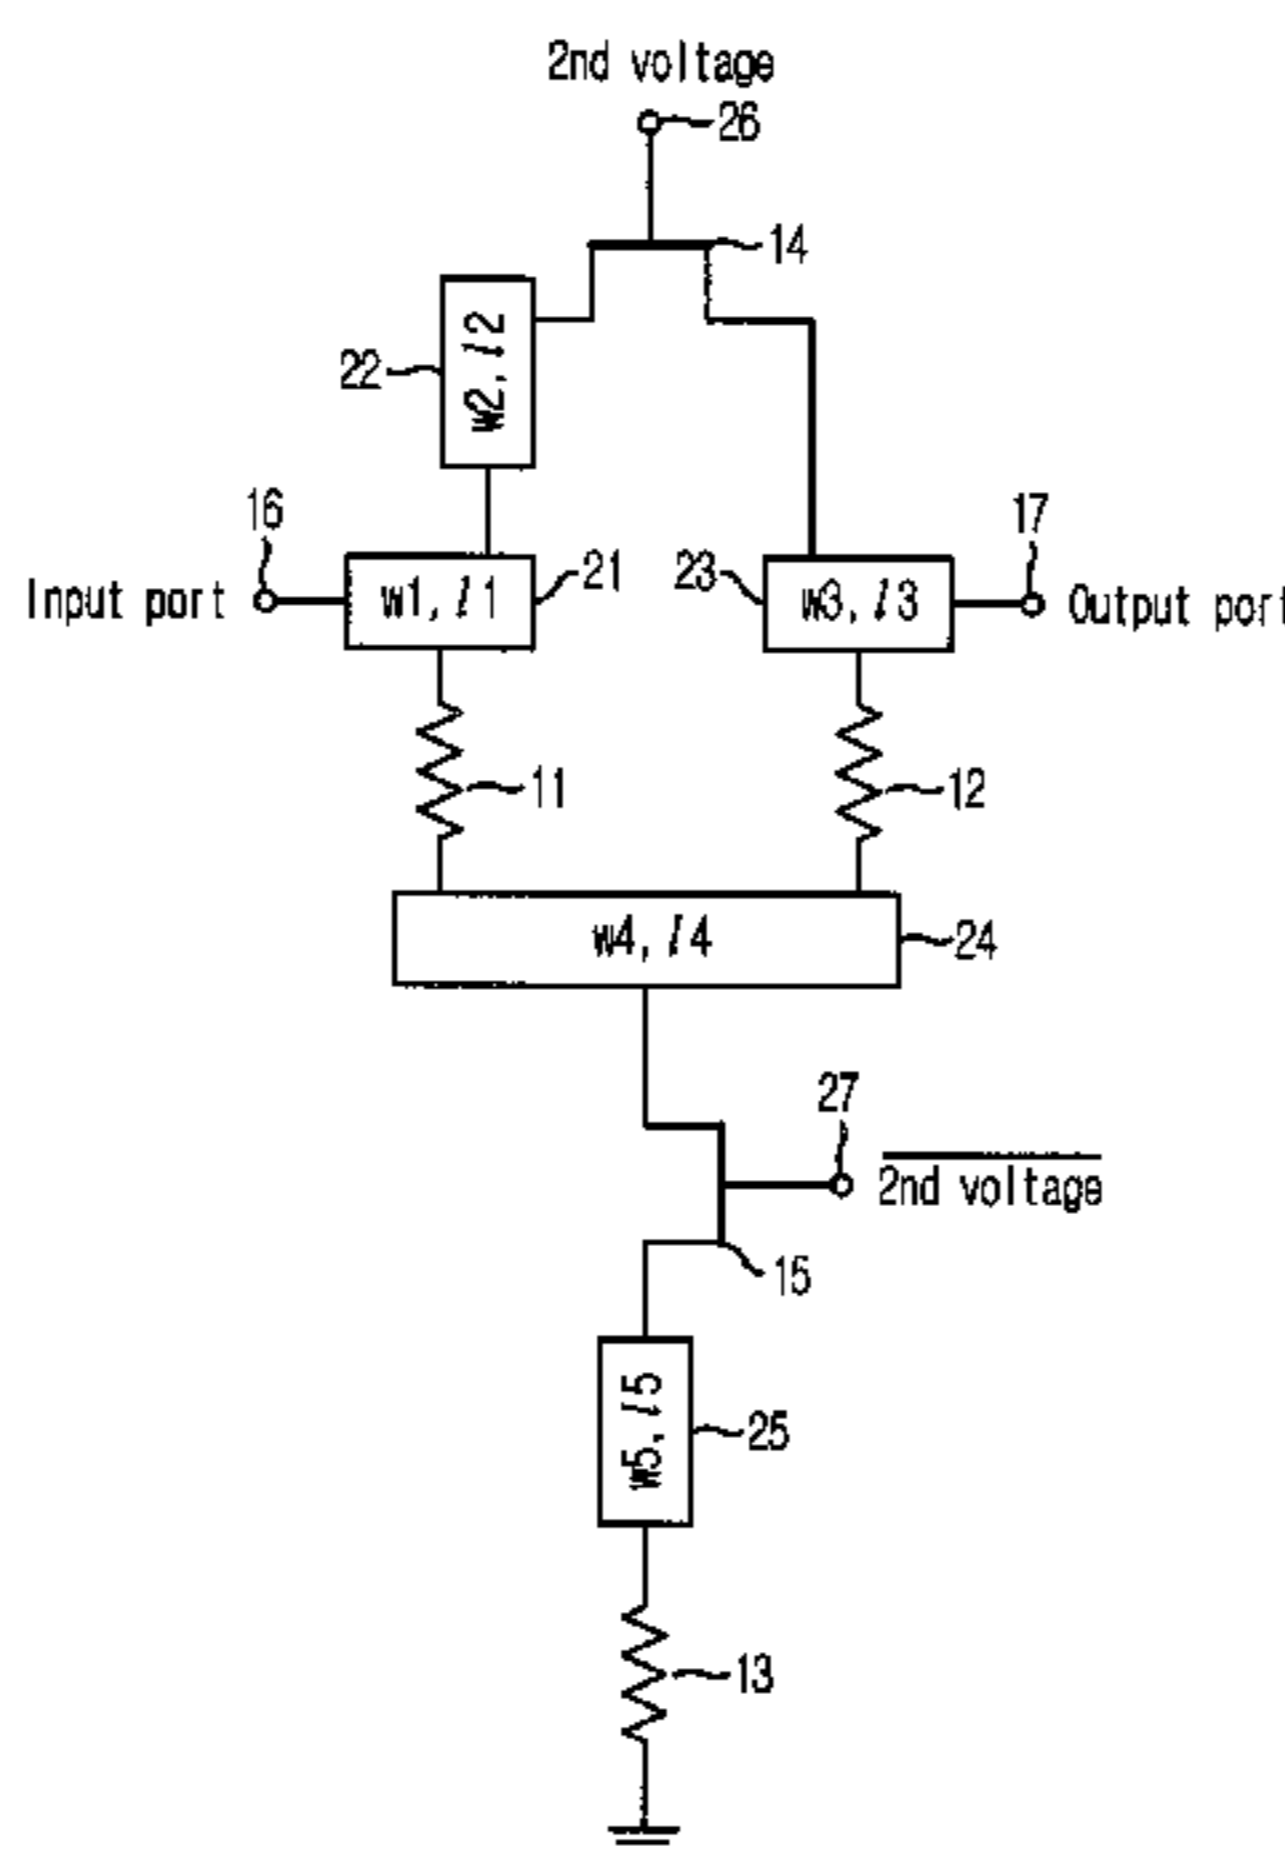 2nd voltage
26
14
22
w2, l2
16
17
Input port
w1, l1
21
23
w3, l3
Output port
11
12
w4, l4
24
27
2nd voltage
15
w5, l5
25
13